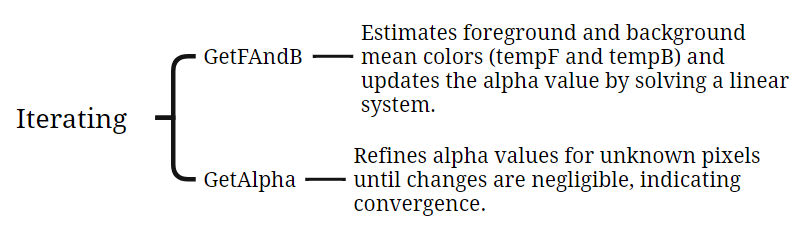 Iterating
GetFAndB
Estimates foreground and background
mean colors (tempF and tempB) and
updates the alpha value by solving a linear
system.
GetAlpha
Refines alpha values for unknown pixels
until changes are negligible, indicating
convergence.